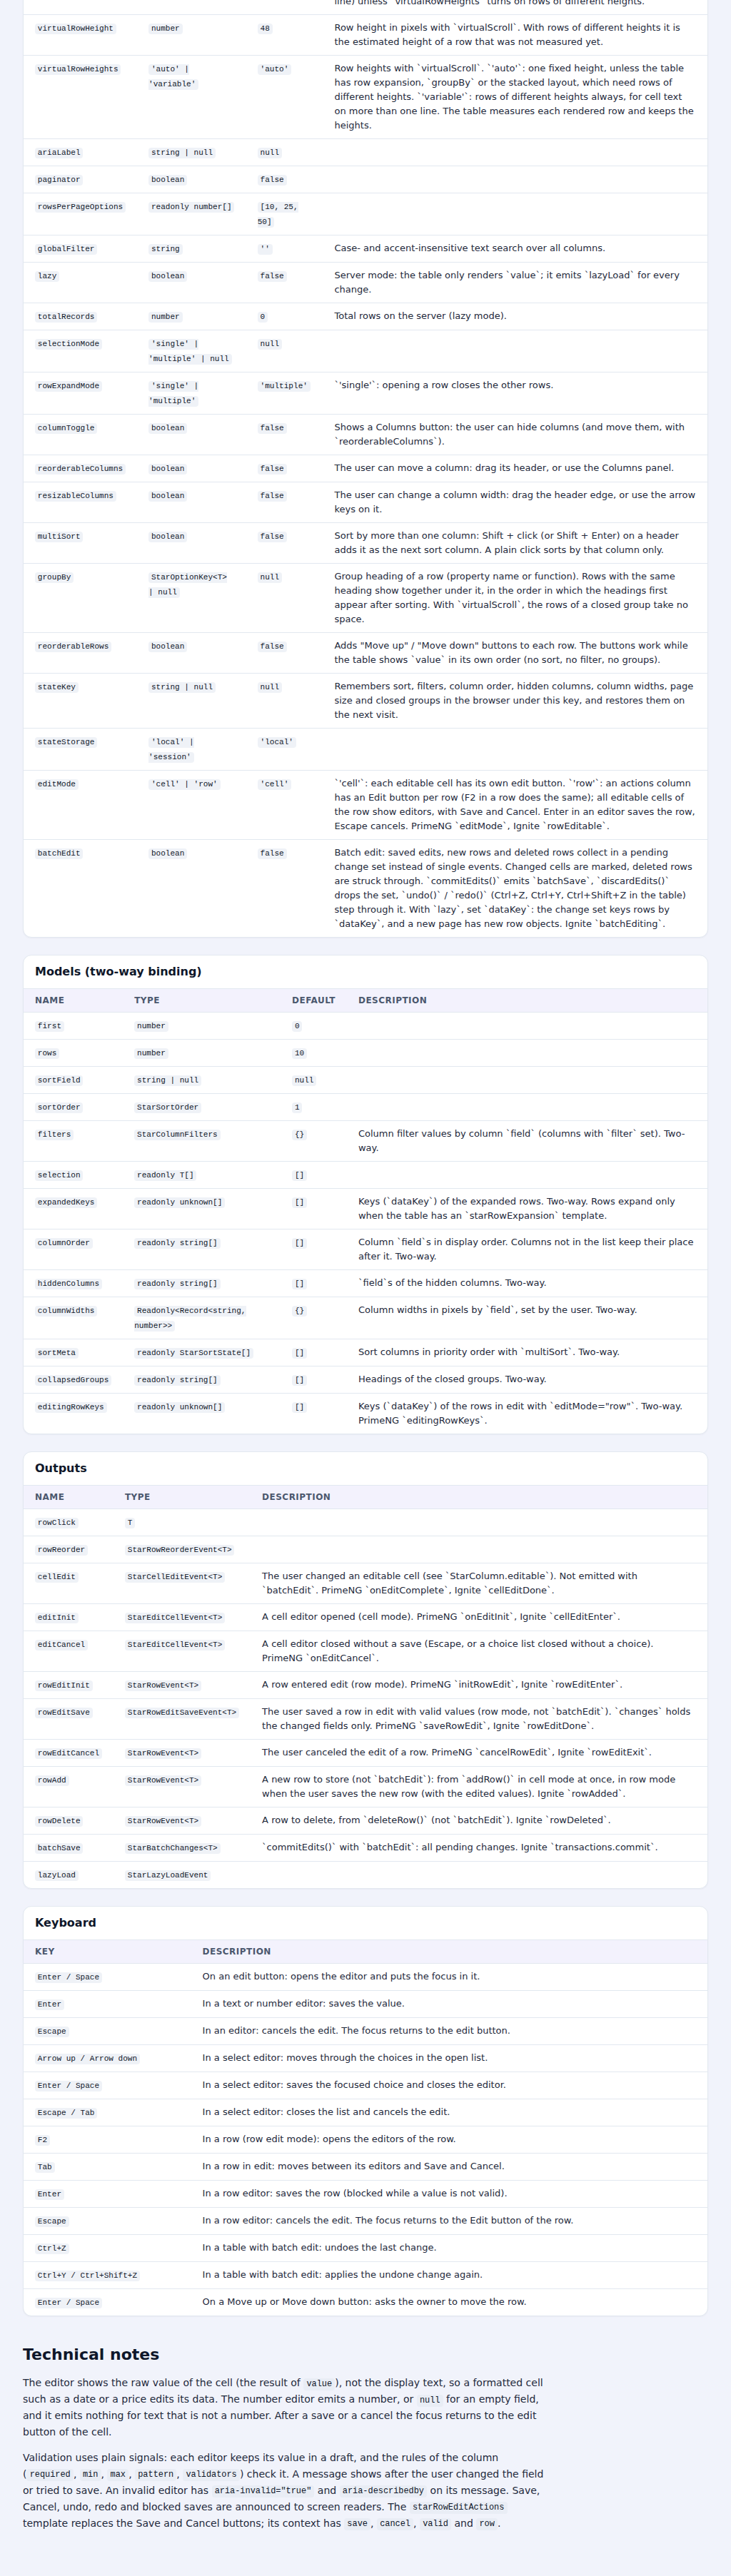 line) unless `virtualRowHeights` turns on rows of different heights.
virtualRowHeight number 48 Row height in pixels with `virtualScroll`. With rows of different heights it is
the estimated height of a row that was not measured yet.
virtualRowHeights 'auto' | 'auto' Row heights with `virtualScroll`. `'auto'`: one fixed height, unless the table
'variable' has row expansion, `groupBy` or the stacked layout, which need rows of
different heights. `'variable'`: rows of different heights always, for cell text
on more than one line. The table measures each rendered row and keeps the
heights.
ariaLabel string | null null
paginator boolean false
rowsPerPageOptions readonly number[] [10, 25,
50]
globalFilter string '' Case- and accent-insensitive text search over all columns.
lazy boolean false Server mode: the table only renders `value`; it emits `lazyLoad` for every
change.
totalRecords number 0 Total rows on the server (lazy mode).
selectionMode 'single' | null
'multiple' | null
rowExpandMode 'single' | 'multiple' `'single'`: opening a row closes the other rows.
'multiple'
columnToggle boolean false Shows a Columns button: the user can hide columns (and move them, with
`reorderableColumns`).
reorderableColumns boolean false The user can move a column: drag its header, or use the Columns panel.
resizableColumns boolean false The user can change a column width: drag the header edge, or use the arrow
keys on it.
multiSort boolean false Sort by more than one column: Shift + click (or Shift + Enter) on a header
adds it as the next sort column. A plain click sorts by that column only.
groupBy StarOptionKey<T> null Group heading of a row (property name or function). Rows with the same
| null heading show together under it, in the order in which the headings first
appear after sorting. With `virtualScroll`, the rows of a closed group take no
space.
reorderableRows boolean false Adds "Move up" / "Move down" buttons to each row. The buttons work while
the table shows `value` in its own order (no sort, no filter, no groups).
stateKey string | null null Remembers sort, filters, column order, hidden columns, column widths, page
size and closed groups in the browser under this key, and restores them on
the next visit.
stateStorage 'local' | 'local'
'session'
editMode 'cell' | 'row' 'cell' `'cell'`: each editable cell has its own edit button. `'row'`: an actions column
has an Edit button per row (F2 in a row does the same); all editable cells of
the row show editors, with Save and Cancel. Enter in an editor saves the row,
Escape cancels. PrimeNG `editMode`, Ignite `rowEditable`.
batchEdit boolean false Batch edit: saved edits, new rows and deleted rows collect in a pending
change set instead of single events. Changed cells are marked, deleted rows
are struck through. `commitEdits()` emits `batchSave`, `discardEdits()`
drops the set, `undo()` / `redo()` (Ctrl+Z, Ctrl+Y, Ctrl+Shift+Z in the table)
step through it. With `lazy`, set `dataKey`: the change set keys rows by
`dataKey`, and a new page has new row objects. Ignite `batchEditing`.
Models (two-way binding)
NAME TYPE DEFAULT DESCRIPTION
first number 0
rows number 10
sortField string | null null
sortOrder StarSortOrder 1
filters StarColumnFilters {} Column filter values by column `field` (columns with `filter` set). Two-
way.
selection readonly T[] []
expandedKeys readonly unknown[] [] Keys (`dataKey`) of the expanded rows. Two-way. Rows expand only
when the table has an `starRowExpansion` template.
columnOrder readonly string[] [] Column `field`s in display order. Columns not in the list keep their place
after it. Two-way.
hiddenColumns readonly string[] [] `field`s of the hidden columns. Two-way.
columnWidths Readonly<Record<string, {} Column widths in pixels by `field`, set by the user. Two-way.
number>>
sortMeta readonly StarSortState[] [] Sort columns in priority order with `multiSort`. Two-way.
collapsedGroups readonly string[] [] Headings of the closed groups. Two-way.
editingRowKeys readonly unknown[] [] Keys (`dataKey`) of the rows in edit with `editMode="row"`. Two-way.
PrimeNG `editingRowKeys`.
Outputs
NAME TYPE DESCRIPTION
rowClick T
rowReorder StarRowReorderEvent<T>
cellEdit StarCellEditEvent<T> The user changed an editable cell (see `StarColumn.editable`). Not emitted with
`batchEdit`. PrimeNG `onEditComplete`, Ignite `cellEditDone`.
editInit StarEditCellEvent<T> A cell editor opened (cell mode). PrimeNG `onEditInit`, Ignite `cellEditEnter`.
editCancel StarEditCellEvent<T> A cell editor closed without a save (Escape, or a choice list closed without a choice).
PrimeNG `onEditCancel`.
rowEditInit StarRowEvent<T> A row entered edit (row mode). PrimeNG `initRowEdit`, Ignite `rowEditEnter`.
rowEditSave StarRowEditSaveEvent<T> The user saved a row in edit with valid values (row mode, not `batchEdit`). `changes` holds
the changed fields only. PrimeNG `saveRowEdit`, Ignite `rowEditDone`.
rowEditCancel StarRowEvent<T> The user canceled the edit of a row. PrimeNG `cancelRowEdit`, Ignite `rowEditExit`.
rowAdd StarRowEvent<T> A new row to store (not `batchEdit`): from `addRow()` in cell mode at once, in row mode
when the user saves the new row (with the edited values). Ignite `rowAdded`.
rowDelete StarRowEvent<T> A row to delete, from `deleteRow()` (not `batchEdit`). Ignite `rowDeleted`.
batchSave StarBatchChanges<T> `commitEdits()` with `batchEdit`: all pending changes. Ignite `transactions.commit`.
lazyLoad StarLazyLoadEvent
Keyboard
KEY DESCRIPTION
Enter / Space On an edit button: opens the editor and puts the focus in it.
Enter In a text or number editor: saves the value.
Escape In an editor: cancels the edit. The focus returns to the edit button.
Arrow up / Arrow down In a select editor: moves through the choices in the open list.
Enter / Space In a select editor: saves the focused choice and closes the editor.
Escape / Tab In a select editor: closes the list and cancels the edit.
F2 In a row (row edit mode): opens the editors of the row.
Tab In a row in edit: moves between its editors and Save and Cancel.
Enter In a row editor: saves the row (blocked while a value is not valid).
Escape In a row editor: cancels the edit. The focus returns to the Edit button of the row.
Ctrl+Z In a table with batch edit: undoes the last change.
Ctrl+Y / Ctrl+Shift+Z In a table with batch edit: applies the undone change again.
Enter / Space On a Move up or Move down button: asks the owner to move the row.
Technical notes
The editor shows the raw value of the cell (the result of value ), not the display text, so a formatted cell
such as a date or a price edits its data. The number editor emits a number, or null for an empty field,
and it emits nothing for text that is not a number. After a save or a cancel the focus returns to the edit
button of the cell.
Validation uses plain signals: each editor keeps its value in a draft, and the rules of the column
( required , min , max , pattern , validators ) check it. A message shows after the user changed the field
or tried to save. An invalid editor has aria-invalid="true" and aria-describedby on its message. Save,
Cancel, undo, redo and blocked saves are announced to screen readers. The starRowEditActions
template replaces the Save and Cancel buttons; its context has save , cancel , valid and row .